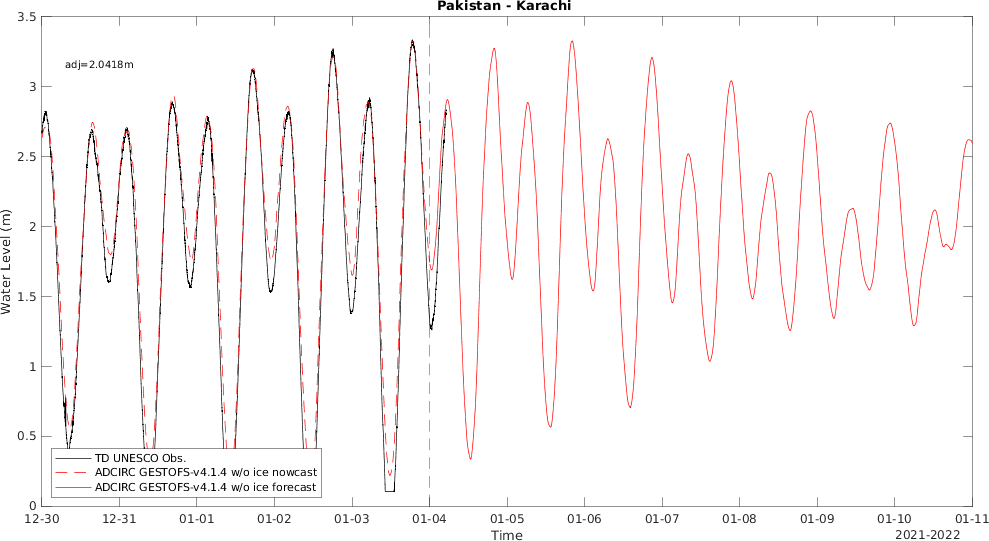 Pakistan - Karachi
3.5
adj=2.0418m
3
2.5
2
Water Level (m)
1.5
1
0.5
TD UNESCO Obs.
ADCIRC GESTOFS-v4.1.4 w/o ice nowcast
ADCIRC GESTOFS-v4.1.4 w/o ice forecast
0
12-30 12-31 01-01 01-02 01-03 01-04 01-05 01-06 01-07 01-08 01-09 01-10 01-11
Time
2021-2022